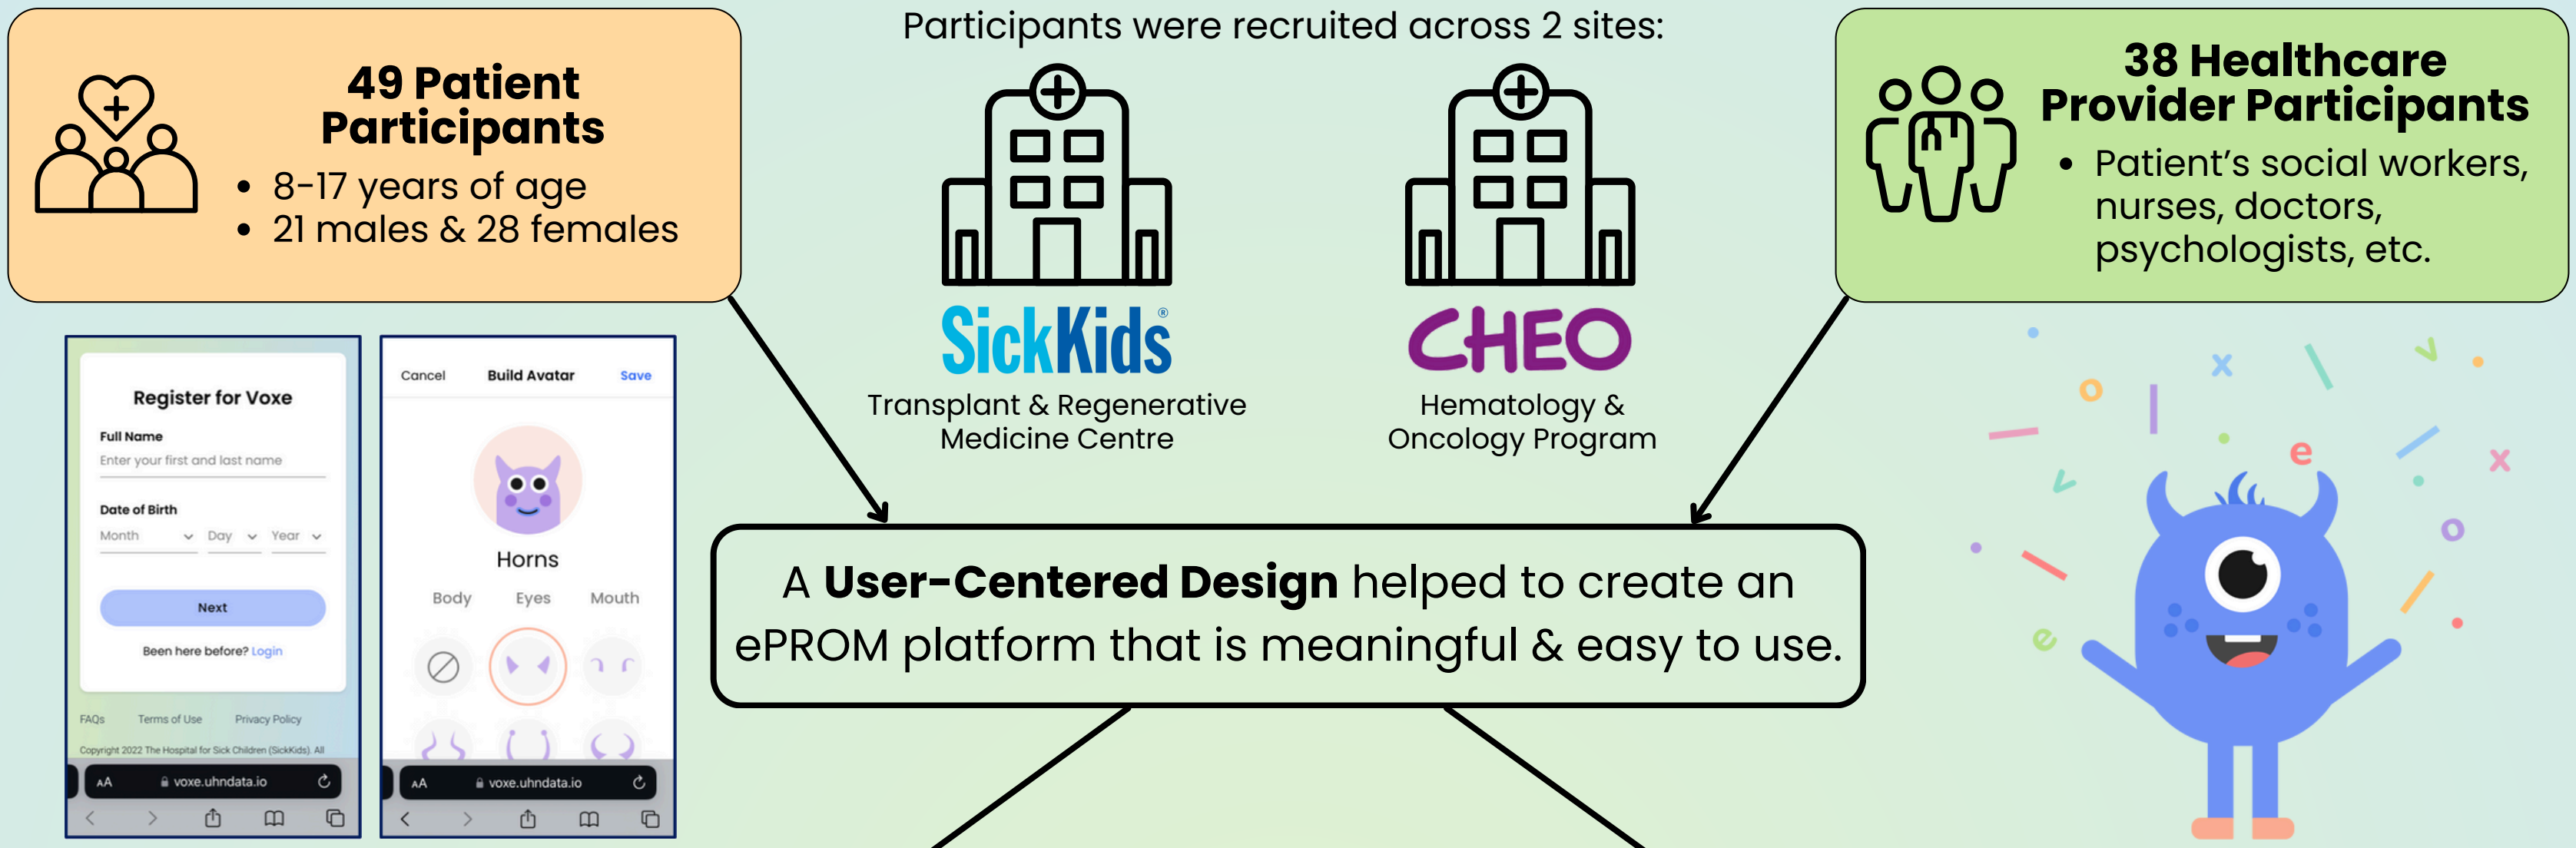 49 Patient
Participants
• 8-17 years of age
• 21 males & 28 females
Participants were recruited across 2 sites:
SickKids®
Transplant & Regenerative
Medicine Centre
CHEO
Hematology &
Oncology Program
38 Healthcare
Provider Participants
• Patient's social workers,
nurses, doctors,
psychologists, etc.
Register for Voxe
Full Name
Enter your first and last name
Date of Birth
Month Day Year
Next
Been here before? Login
FAQs Terms of Use Privacy Policy
Copyright 2022 The Hospital for Sick Children (SickKids). All
AA voxe.uhndata.io
Cancel Build Avatar Save
Horns
Body Eyes Mouth
AA voxe.uhndata.io
A User-Centered Design helped to create an
ePROM platform that is meaningful & easy to use.
v
x
o
e
x
v
o
e